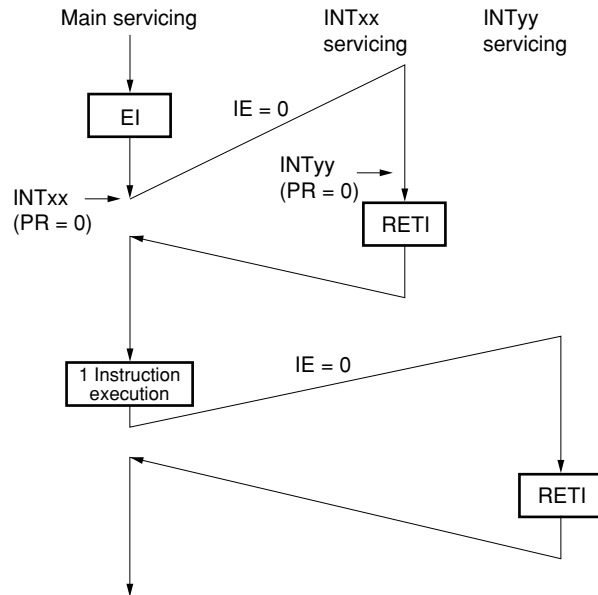 Main servicing
INTxx
servicing
INTyy
servicing
EI
IE = 0
INTxx
(PR = 0)
INTyy
(PR = 0)
RETI
1 Instruction
execution
IE = 0
RETI